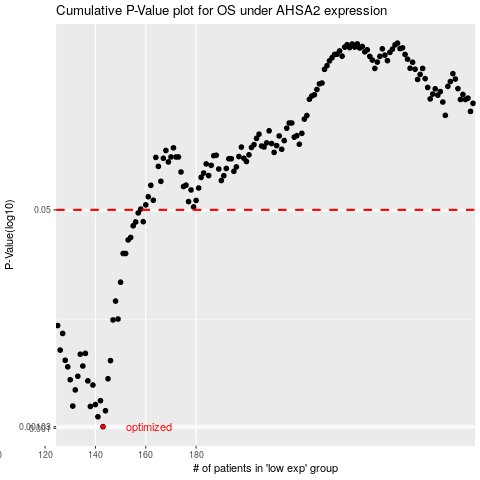 Cumulative P-Value plot for OS under AHSA2 expression
P-Value(log10)
0.05
optimized
0 120 140 160 180
# of patients in 'low exp' group